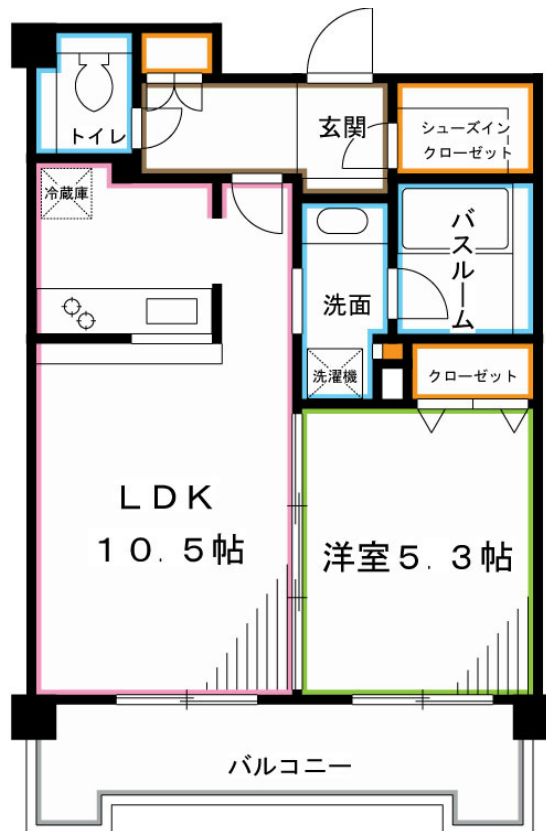 トイレ
玄関
シューズイン
クローゼット
冷蔵庫
バスルーム
洗面
洗濯機
クローゼット
LDK
10.5帖
洋室5.3帖
バルコニー